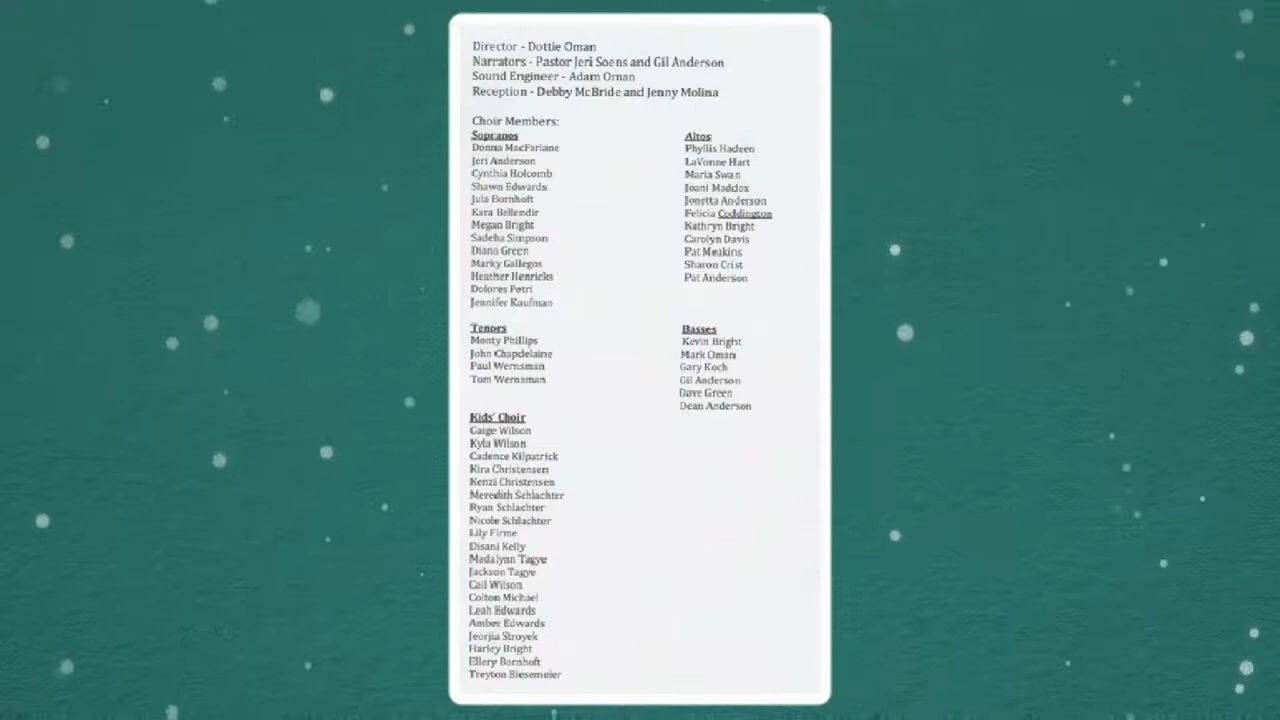 Director - Dottie Oman
Narrators - Pastor Jeri Soens and Gil Anderson
Sound Engineer - Adam Oman
Reception - Debby McBride and Jenny Molina
Choir Members:
Sopranos
Donna MacFarlane
Jeri Anderson
Cynthia Holcomb
Shawn Edwards
Jula Bornhoft
Kara Bellendir
Megan Bright
Sadeha Simpson
Diana Green
Marky Gallegos
Heather Henricks
Dolores Petri
Jennifer Kaufman
Altos
Phyllis Hadeen
LaVonne Hart
Maria Swan
Joani Maddox
Jonetta Anderson
Felicia Coddington
Kathryn Bright
Carolyn Davis
Pat Meakins
Sharon Crist
Pat Anderson
Tenors
Monty Phillips
John Chapdelaine
Paul Wernsman
Tom Wernsman
Basses
Kevin Bright
Mark Oman
Gary Koch
Gil Anderson
Dave Green
Dean Anderson
Kids' Choir
Gaige Wilson
Kyla Wilson
Cadence Kilpatrick
Kira Christensen
Kenzi Christensen
Meredith Schlachter
Ryan Schlachter
Nicole Schlachter
Lily Firme
Disani Kelly
Madalynn Tagye
Jackson Tagye
Cail Wilson
Colton Michael
Leah Edwards
Amber Edwards
Jeorjia Stroyek
Harley Bright
Ellery Bornhoft
Treyton Biesemeier